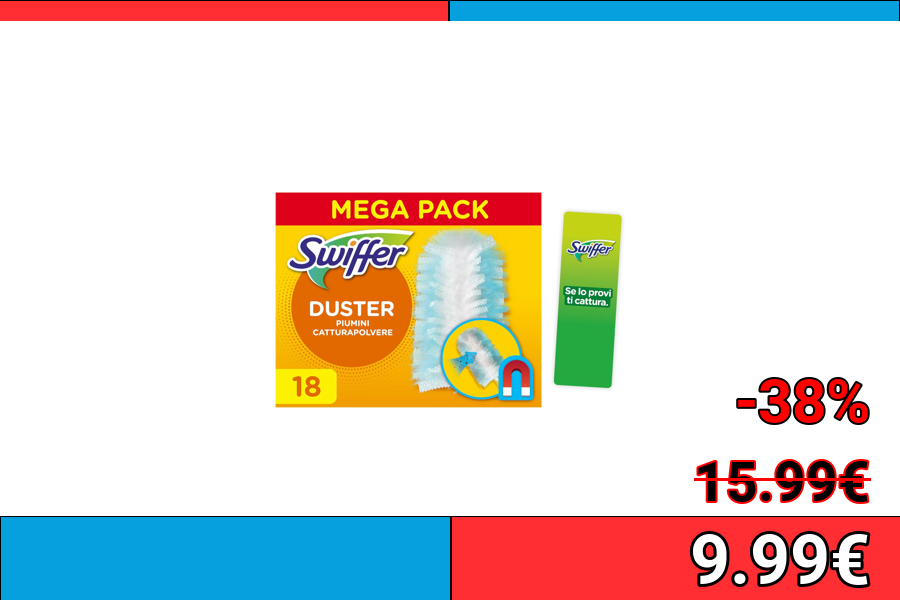 MEGA PACK
Swiffer
DUSTER
PIUMINI
CATTURAPOLVERE
18
Swiffer
Se lo provi
ti cattura.
-38%
15.99€
9.99€